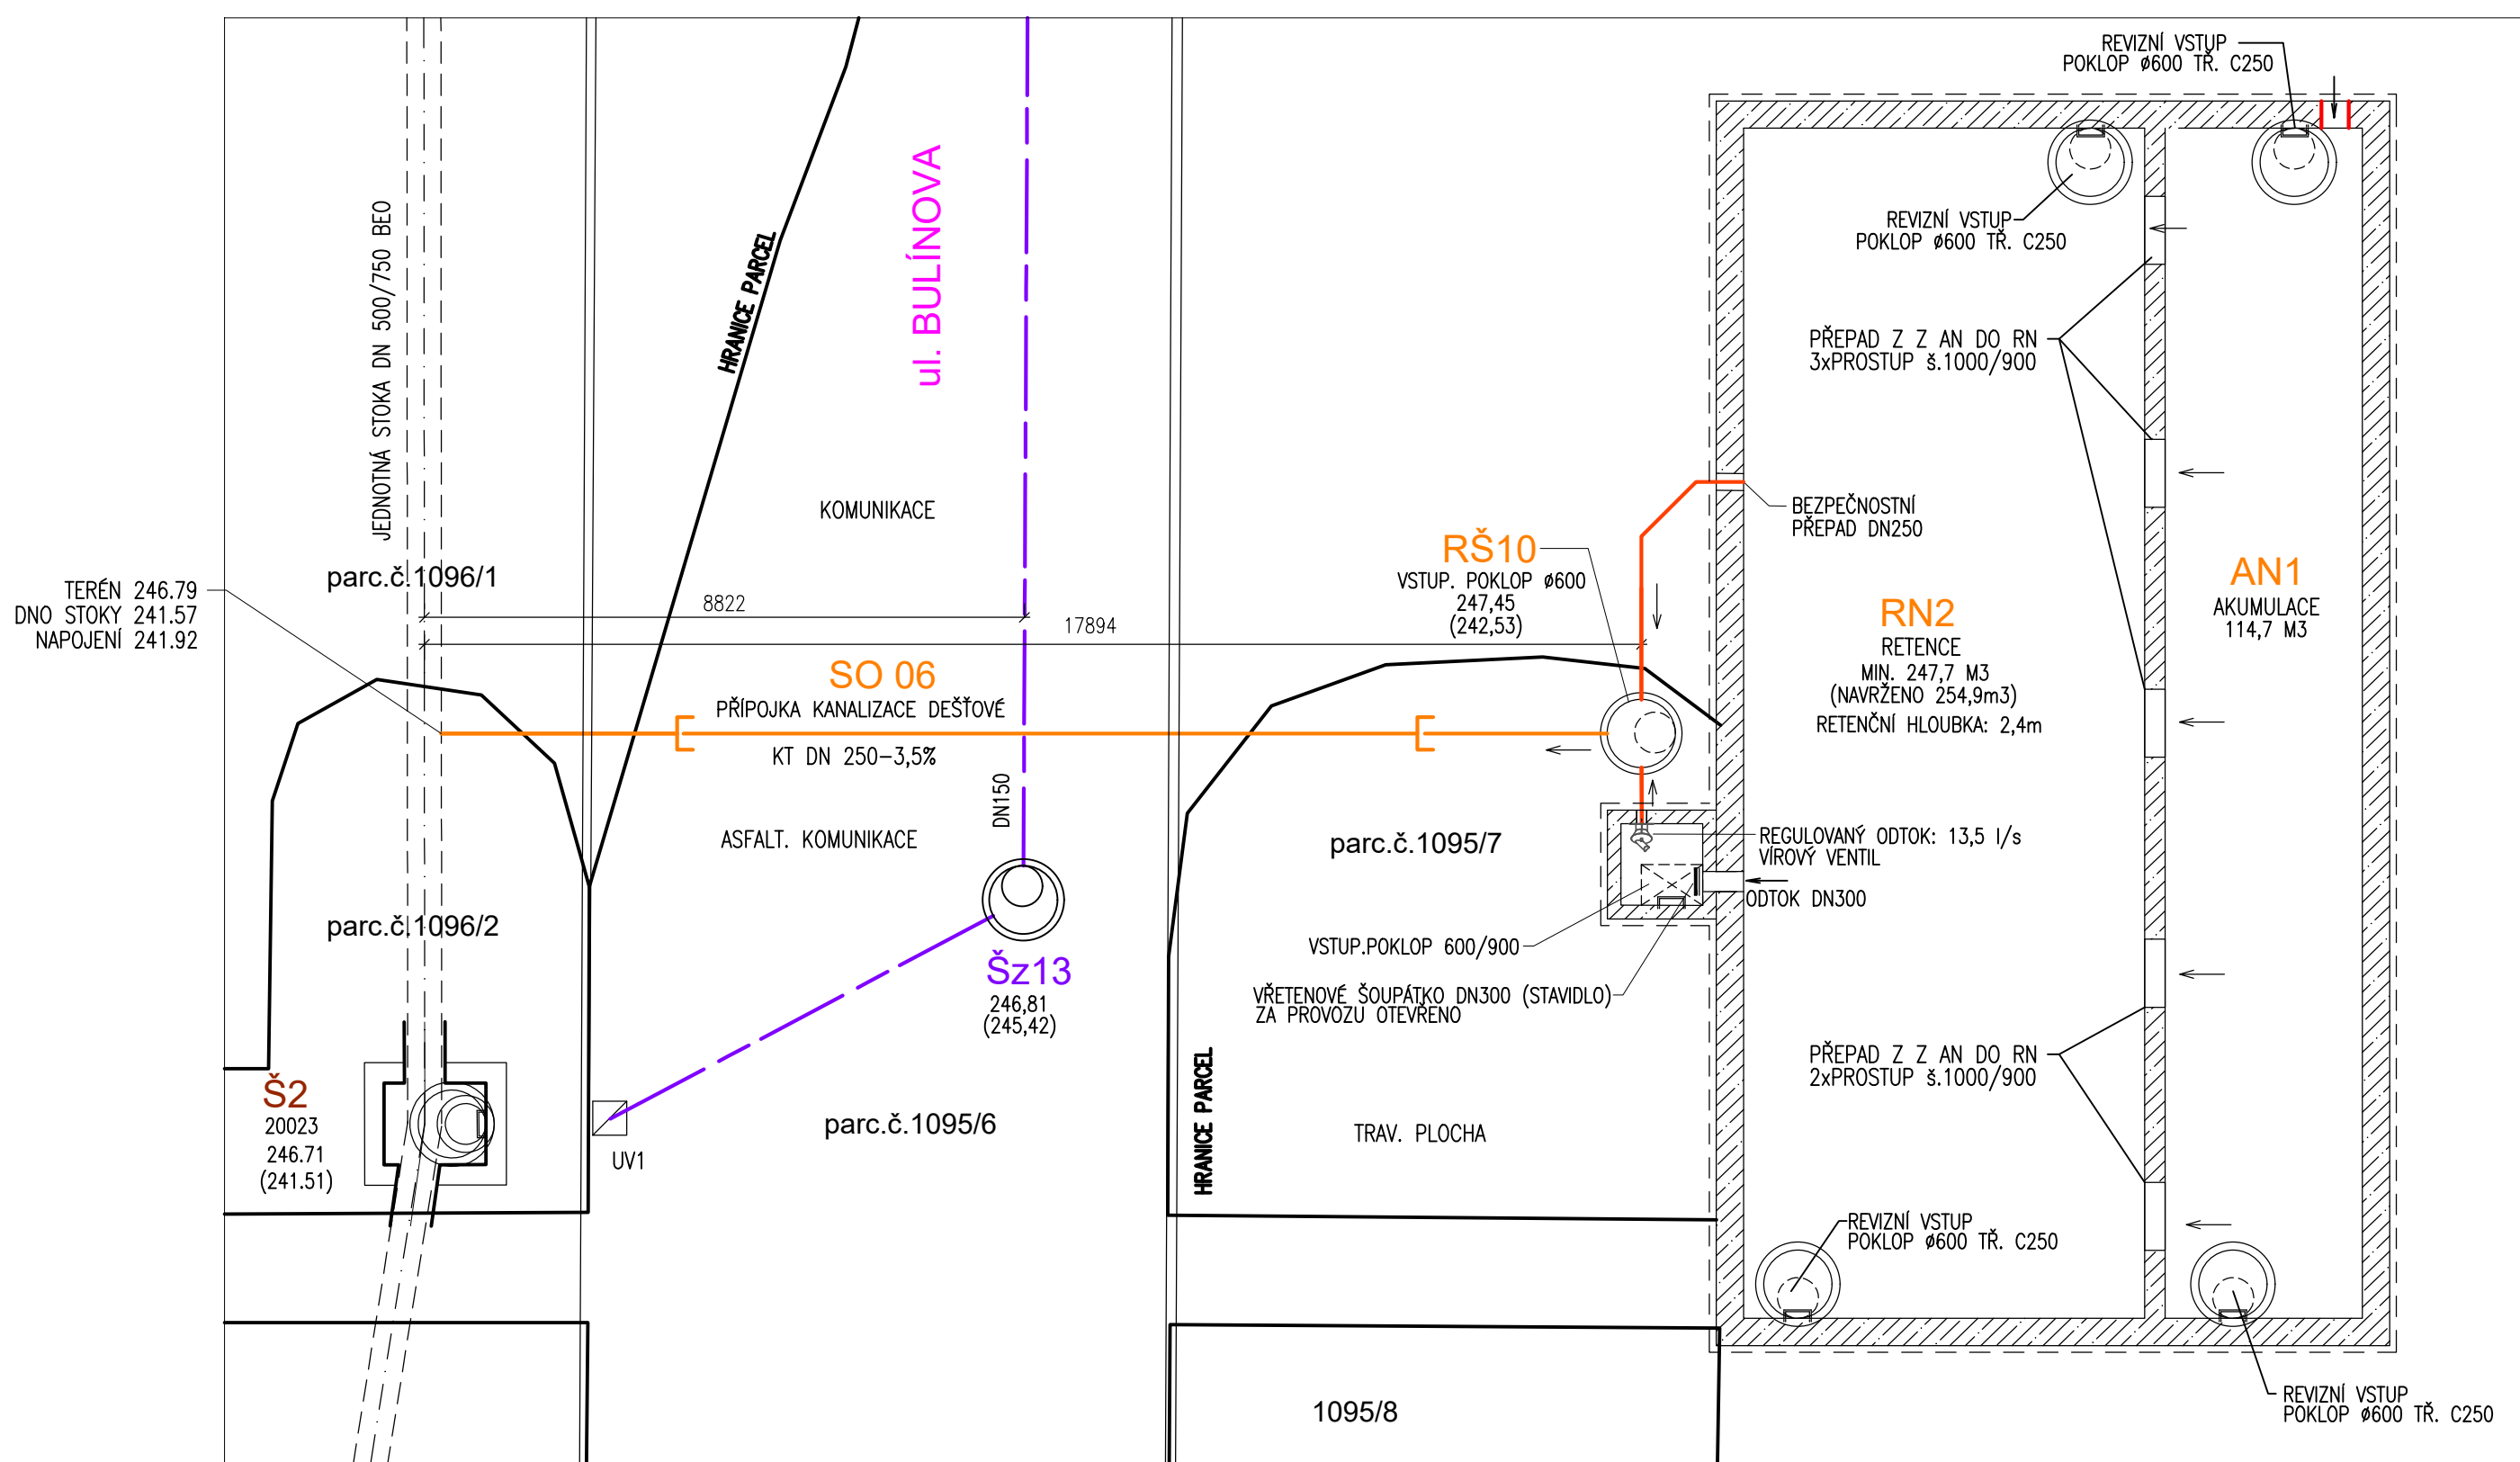 REVIZNÍ VSTUP
POKLOP ø600 TŘ. C250
REVIZNÍ VSTUP
POKLOP ø600 TŘ. C250
JEDNOTNÁ STOKA DN 500/750 BEO
HRANICE PARCEL
ul. BULÍNOVA
PŘEPAD Z Z AN DO RN
3xPROSTUP š.1000/900
KOMUNIKACE
BEZPEČNOSTNÍ
PŘEPAD DN250
TERÉN 246.79
DNO STOKY 241.57
NAPOJENÍ 241.92
parc.č.1096/1
8822
17894
RŠ10
VSTUP. POKLOP ø600
247,45
(242,53)
RN2
RETENCE
MIN. 247,7 M3
(NAVRŽENO 254,9m3)
RETENČNÍ HLOUBKA: 2,4m
AN1
AKUMULACE
114,7 M3
SO 06
PŘÍPOJKA KANALIZACE DEŠŤOVÉ
KT DN 250-3,5%
DN150
ASFALT. KOMUNIKACE
parc.č.1095/7
REGULOVANÝ ODTOK: 13,5 l/s
VÍROVÝ VENTIL
ODTOK DN300
parc.č.1096/2
VSTUP.POKLOP 600/900
VŘETENOVÉ ŠOUPÁTKO DN300 (STAVIDLO)
ZA PROVOZU OTEVŘENO
Šz13
246,81
(245,42)
PŘEPAD Z Z AN DO RN
2xPROSTUP š.1000/900
Š2
20023
246.71
(241.51)
UV1
parc.č.1095/6
HRANICE PARCEL
TRAV. PLOCHA
REVIZNÍ VSTUP
POKLOP ø600 TŘ. C250
1095/8
REVIZNÍ VSTUP
POKLOP ø600 TŘ. C250